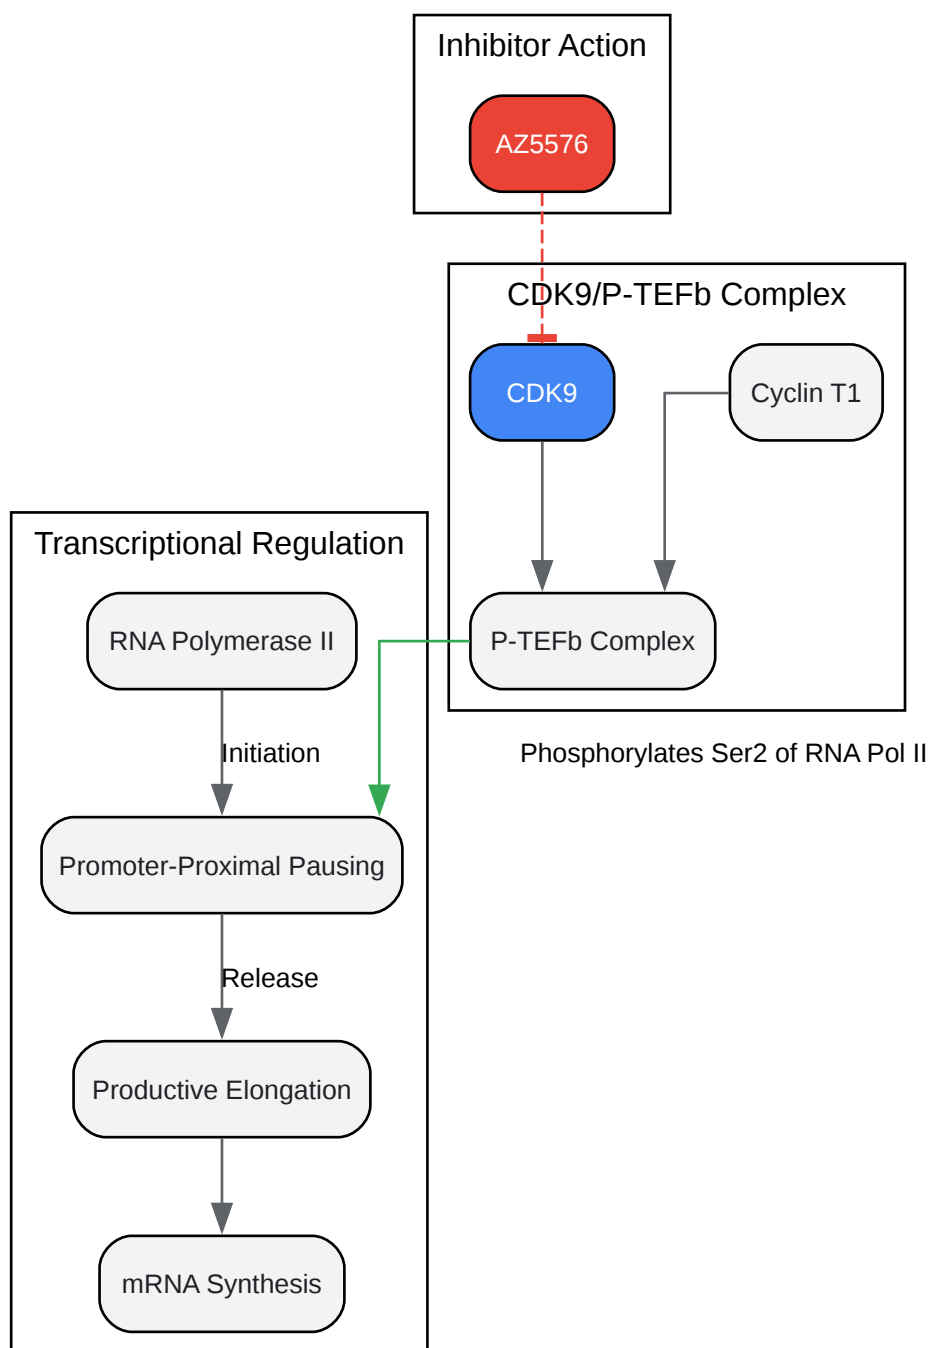 Inhibitor Action
AZ5576
CDK9/P-TEFb Complex
CDK9
Cyclin T1
P-TEFb Complex
Phosphorylates Ser2 of RNA Pol II
Transcriptional Regulation
RNA Polymerase II
Initiation
Promoter-Proximal Pausing
Release
Productive Elongation
mRNA Synthesis